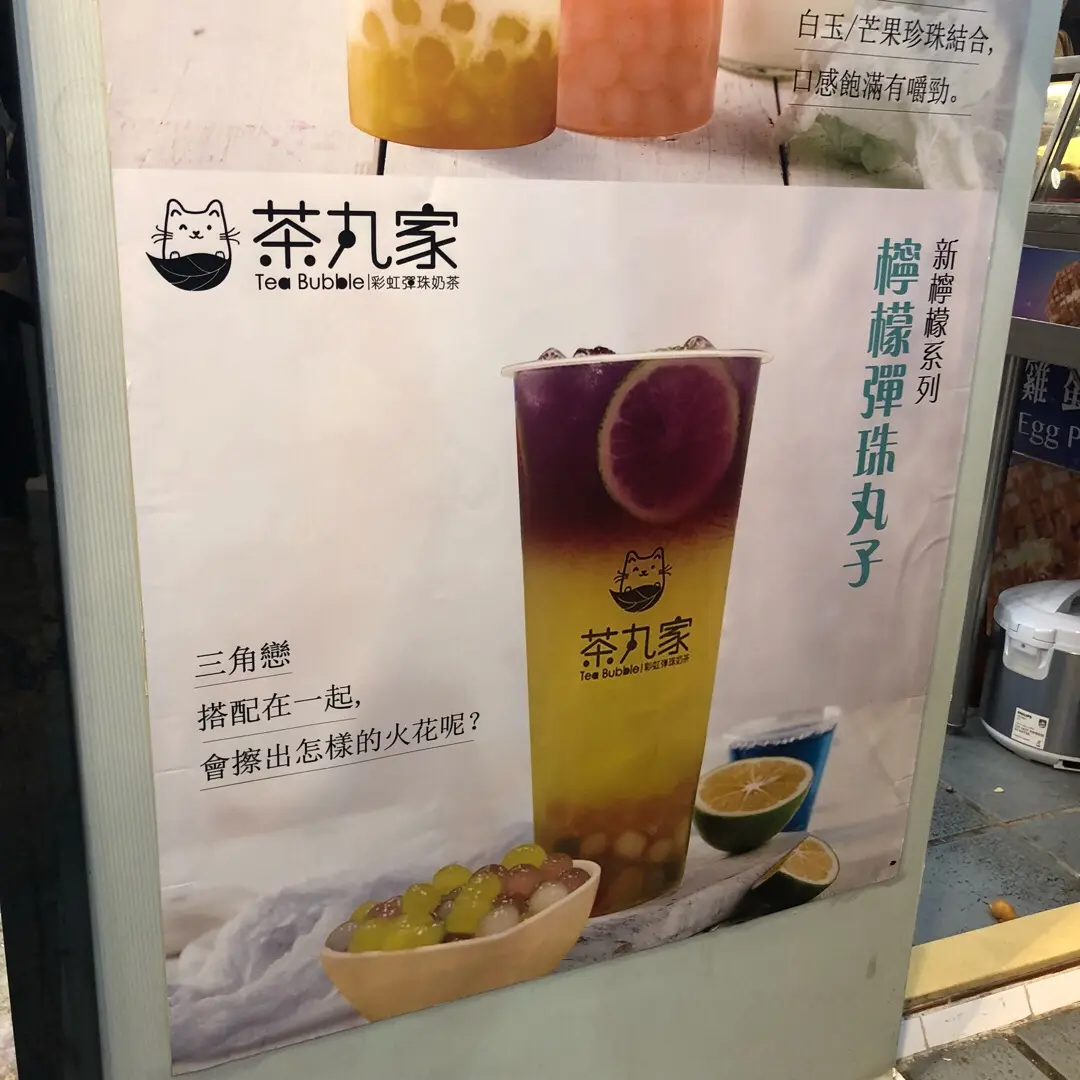 白玉/芒果珍珠結合,
口感飽滿有嚼勁。
茶丸家
Tea Bubble|彩虹彈珠奶茶
新檸檬系列
檸檬彈珠丸子
三角戀
搭配在一起,
會擦出怎樣的火花呢?
茶丸家
Tea Bubble|彩虹彈珠奶茶
雞
Egg P
PHILIPS